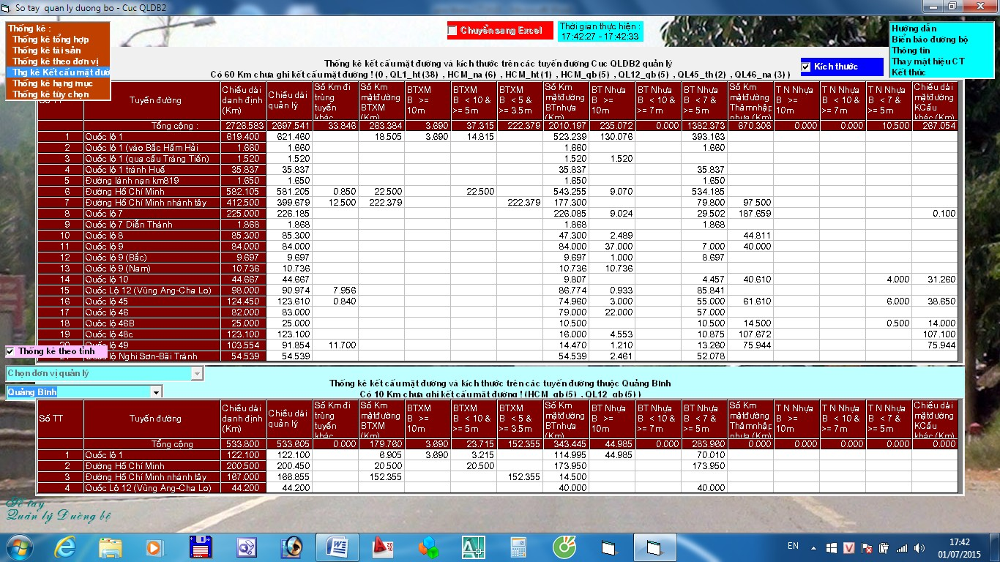 So tay quan ly duong bo - Cuc QLDB2
Thống kê :
Thống kê tổng hợp
Thống kê tài sản
Thống kê theo đơn vị
Thg kê Kết cấu mặt đườ
Thống kê hạng mục
Thống kê tùy chọn
Chuyển sang Excel
Thời gian thực hiện :
17:42:27 - 17:42:33
Hướng dẫn
Biển báo đường bộ
Thông tin
Thay mật hiệu CT
Kết thúc
Thống kê kết cấu mặt đường và kích thước trên các tuyến đường Cuc QLDB2 quản lý
Có 60 Km chưa ghi kết cấu mặt đường ! (0 , QL1_ht (38) , HCM_na (6) , HCM_ht (1) , HCM_qb (5) , QL12_qb (5) , QL45_th (2) , QL46_na (3) )
Kích thước
Số TT Tuyến đường Chiều dài danh định (Km) Chiều dài quản lý Số Km đi trùng tuyến khác Số Km mặt đường BTXM (Km) BTXM B >= 10m BTXM B < 10 & >= 5m BTXM B < 5 & >= 3.5m Số Km mặt đường BTnhựa (Km) BT Nhựa B >= 10m BT Nhựa B < 10 & >= 7m BT Nhựa B < 7 & >= 5m Số Km mặt đường Thâm nhập nhựa (Km) T N Nhựa B >= 10m T N Nhựa B < 10 & >= 7m T N Nhựa B < 7 & >= 5m Chiều dài KCấu khác (Km)
Tổng cộng : 2726.583 2697.541 33.846 263.384 3.690 37.315 222.379 2010.197 235.072 0.000 1382.373 670.306 0.000 0.000 10.500 267.054
1 Quốc lộ 1 619.400 621.460 18.505 3.690 14.815 523.239 130.076 393.163
2 Quốc lộ 1 (vào Bắc Hầm Hải 1.660 1.660 1.660 1.660
3 Quốc lộ 1 (qua cầu Tràng Tiền) 1.520 1.520 1.520 1.520
4 Quốc lộ 1 tránh Huế 35.837 35.837 35.837 35.837
5 Đường lánh nạn km819 1.650 1.650 1.650 1.650
6 Đường Hồ Chí Minh 582.105 581.205 0.850 22.500 22.500 543.255 9.070 534.185
7 Đường Hồ Chí Minh nhánh tây 412.500 399.679 12.500 222.379 222.379 177.300 79.800 97.500
8 Quốc lộ 7 225.000 226.185 226.085 9.024 29.502 187.659 0.100
9 Quốc lộ 7 Diễn Thành 1.868 1.868 1.868 1.868
10 Quốc lộ 8 85.300 85.300 47.300 2.489 44.811
11 Quốc lộ 9 84.000 84.000 84.000 37.000 7.000 40.000
12 Quốc lộ 9 (Bắc) 9.697 9.697 9.697 1.000 8.697
13 Quốc lộ 9 (Nam) 10.736 10.736 10.736 10.736
14 Quốc lộ 10 44.667 44.667 9.807 4.457 40.610 4.000 31.260
15 Quốc Lộ 12 (Vũng Ang-Cha Lo) 98.000 90.974 7.956 86.774 0.933 85.841
16 Quốc lộ 45 124.450 123.610 0.840 74.960 3.000 55.000 61.610 6.000 38.650
17 Quốc lộ 46 82.000 83.000 79.000 22.000 57.000
18 Quốc lộ 46B 25.000 25.000 10.500 10.500 14.500 0.500 14.000
19 Quốc lộ 48c 123.100 123.100 16.000 4.553 10.875 107.672 107.100
20 Quốc lộ 49 103.554 91.854 11.700 14.470 1.210 13.260 75.944 75.944
21 Quốc lộ Nghi Sơn-Bãi Trành 54.539 54.539 54.539 2.461 52.078
Thống kê theo tỉnh
Chọn đơn vị quản lý
Quảng Bình
Thống kê kết cấu mặt đường và kích thước trên các tuyến đường thuộc Quảng Bình
Có 10 Km chưa ghi kết cấu mặt đường ! (HCM_qb (5) , QL12_qb (5) )
Số TT Tuyến đường Chiều dài danh định (Km) Chiều dài quản lý Số Km đi trùng tuyến khác Số Km mặt đường BTXM (Km) BTXM B >= 10m BTXM B < 10 & >= 5m BTXM B < 5 & >= 3.5m Số Km mặt đường BTnhựa (Km) BT Nhựa B >= 10m BT Nhựa B < 10 & >= 7m BT Nhựa B < 7 & >= 5m Số Km mặt đường Thâm nhập nhựa (Km) T N Nhựa B >= 10m T N Nhựa B < 10 & >= 7m T N Nhựa B < 7 & >= 5m Chiều dài KCấu khác (Km)
Tổng cộng 533.800 533.605 0.000 179.760 3.690 23.715 152.355 343.445 44.985 0.000 283.960 0.000 0.000 0.000 0.000 0.000
1 Quốc lộ 1 122.100 122.100 6.905 3.690 3.215 114.995 44.985 70.010
2 Đường Hồ Chí Minh 200.500 200.450 20.500 20.500 173.950 173.950
3 Đường Hồ Chí Minh nhánh tây 167.000 166.855 152.355 152.355 14.500
4 Quốc Lộ 12 (Vũng Ang-Cha Lo) 44.200 44.200 40.000 40.000
Sổ tay
Quản lý Đường bộ
EN
17:42
01/07/2015